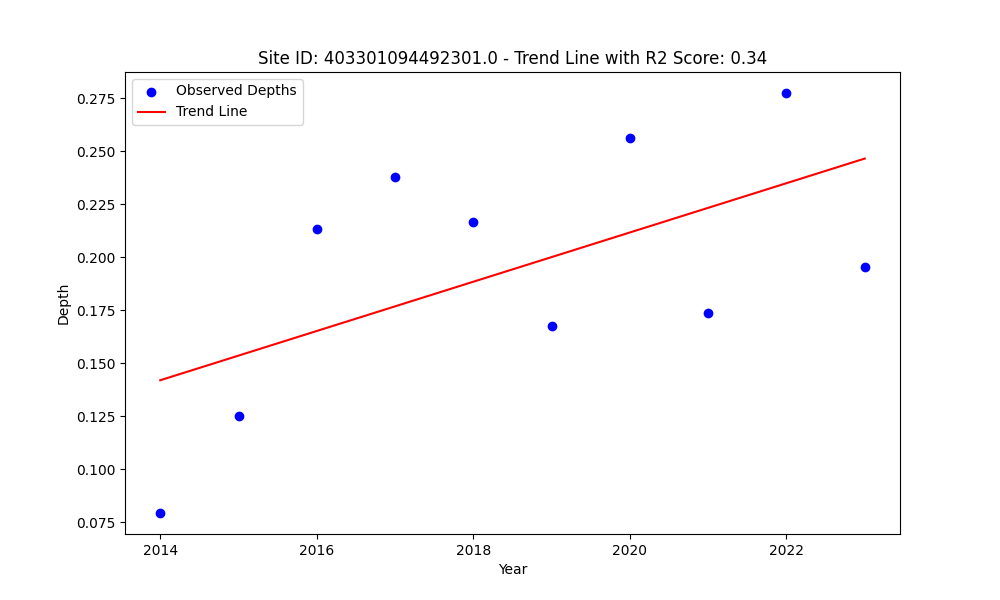 Site ID: 403301094492301.0 - Trend Line with R2 Score: 0.34
Observed Depths
Trend Line
0.275
0.250
0.225
0.200
0.175
0.150
0.125
0.100
0.075
Depth
2014
2016
2018
2020
2022
Year